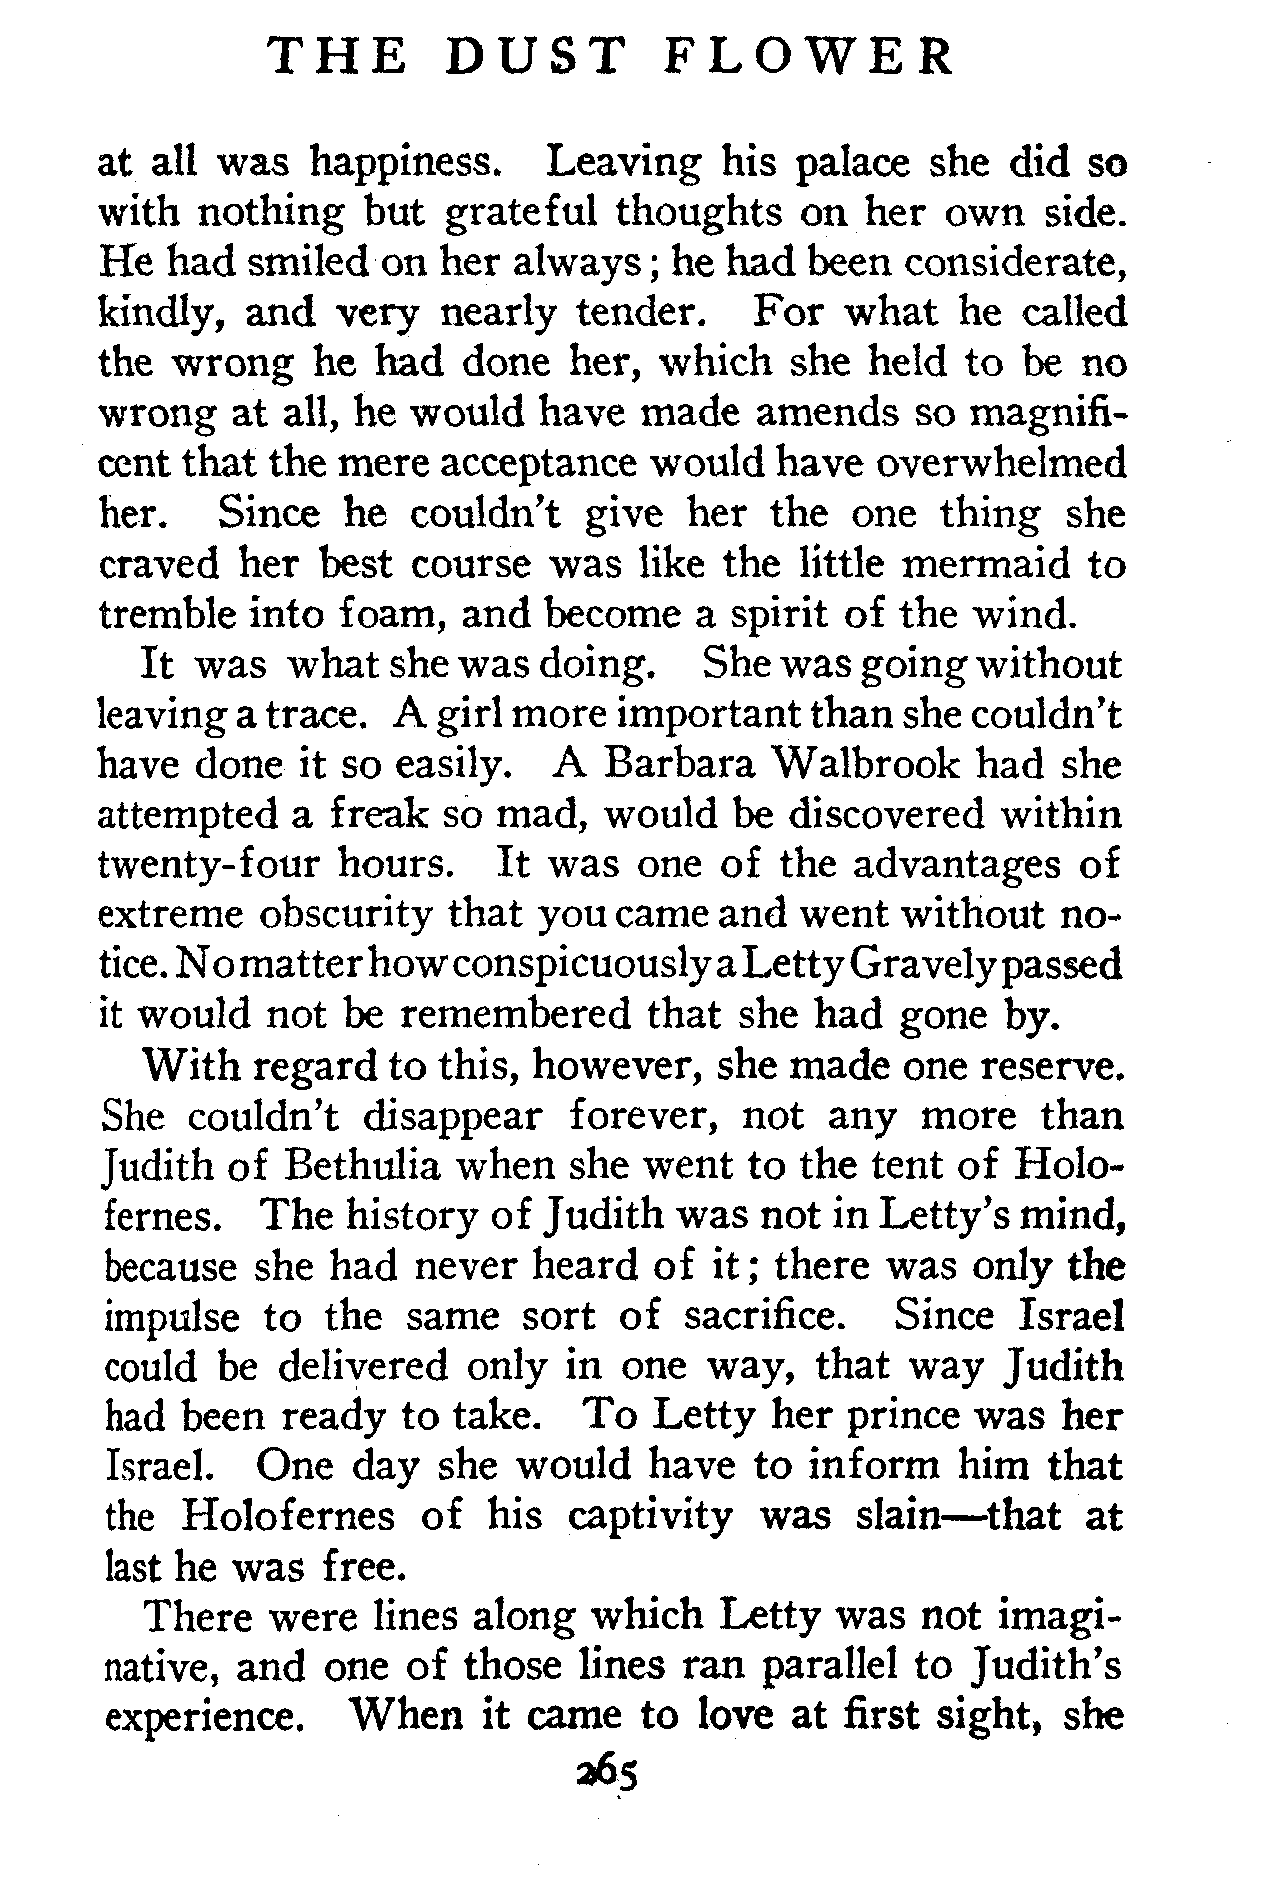 THE DUST FLOWER
at all was happiness. Leaving his palace she did so
with nothing but grateful thoughts on her own side.
He had smiled on her always; he had been considerate,
kindly, and very nearly tender. For what he called
the wrong he had done her, which she held to be no
wrong at all, he would have made amends so magnifi-
cent that the mere acceptance would have overwhelmed
her. Since he couldn't give her the one thing she
craved her best course was like the little mermaid to
tremble into foam, and become a spirit of the wind.
It was what she was doing. She was going without
leaving a trace. A girl more important than she couldn't
have done it so easily. A Barbara Walbrook had she
attempted a freak so mad, would be discovered within
twenty-four hours. It was one of the advantages of
extreme obscurity that you came and went without no-
tice. No matter how conspicuously a Letty Gravely passed
it would not be remembered that she had gone by.
With regard to this, however, she made one reserve.
She couldn't disappear forever, not any more than
Judith of Bethulia when she went to the tent of Holo-
fernes. The history of Judith was not in Letty's mind,
because she had never heard of it; there was only the
impulse to the same sort of sacrifice. Since Israel
could be delivered only in one way, that way Judith
had been ready to take. To Letty her prince was her
Israel. One day she would have to inform him that
the Holofernes of his captivity was slain—that at
last he was free.
There were lines along which Letty was not imagi-
native, and one of those lines ran parallel to Judith's
experience. When it came to love at first sight, she
265